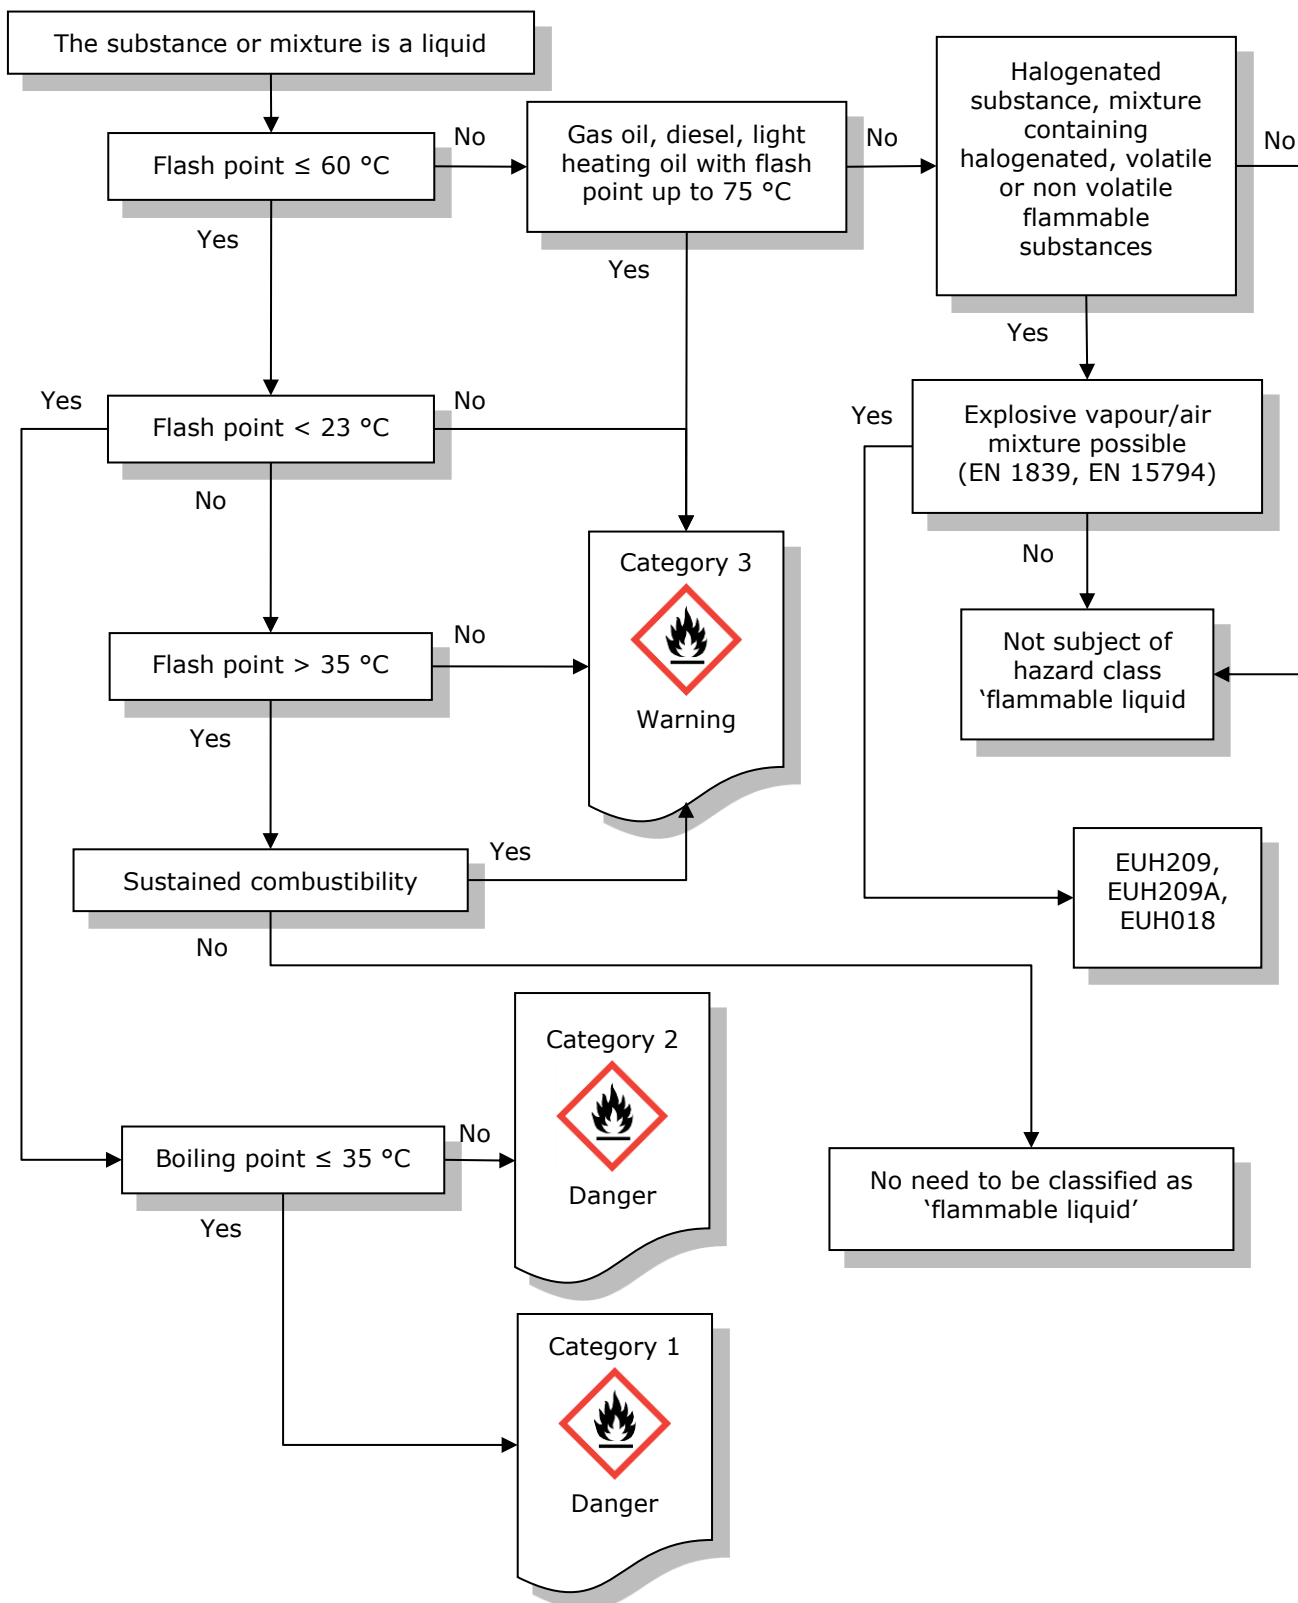 The substance or mixture is a liquid
Flash point ≤ 60 °C
No
Gas oil, diesel, light
heating oil with flash
point up to 75 °C
No
Halogenated
substance, mixture
containing
halogenated, volatile
or non volatile
flammable
substances
No
Yes
Yes
Yes
Yes
Flash point < 23 °C
No
No
Yes
Explosive vapour/air
mixture possible
(EN 1839, EN 15794)
No
Category 3
Warning
Flash point > 35 °C
No
Yes
Not subject of
hazard class
‘flammable liquid
Sustained combustibility
Yes
No
EUH209,
EUH209A,
EUH018
Category 2
Danger
Boiling point ≤ 35 °C
No
Yes
No need to be classified as
‘flammable liquid’
Category 1
Danger